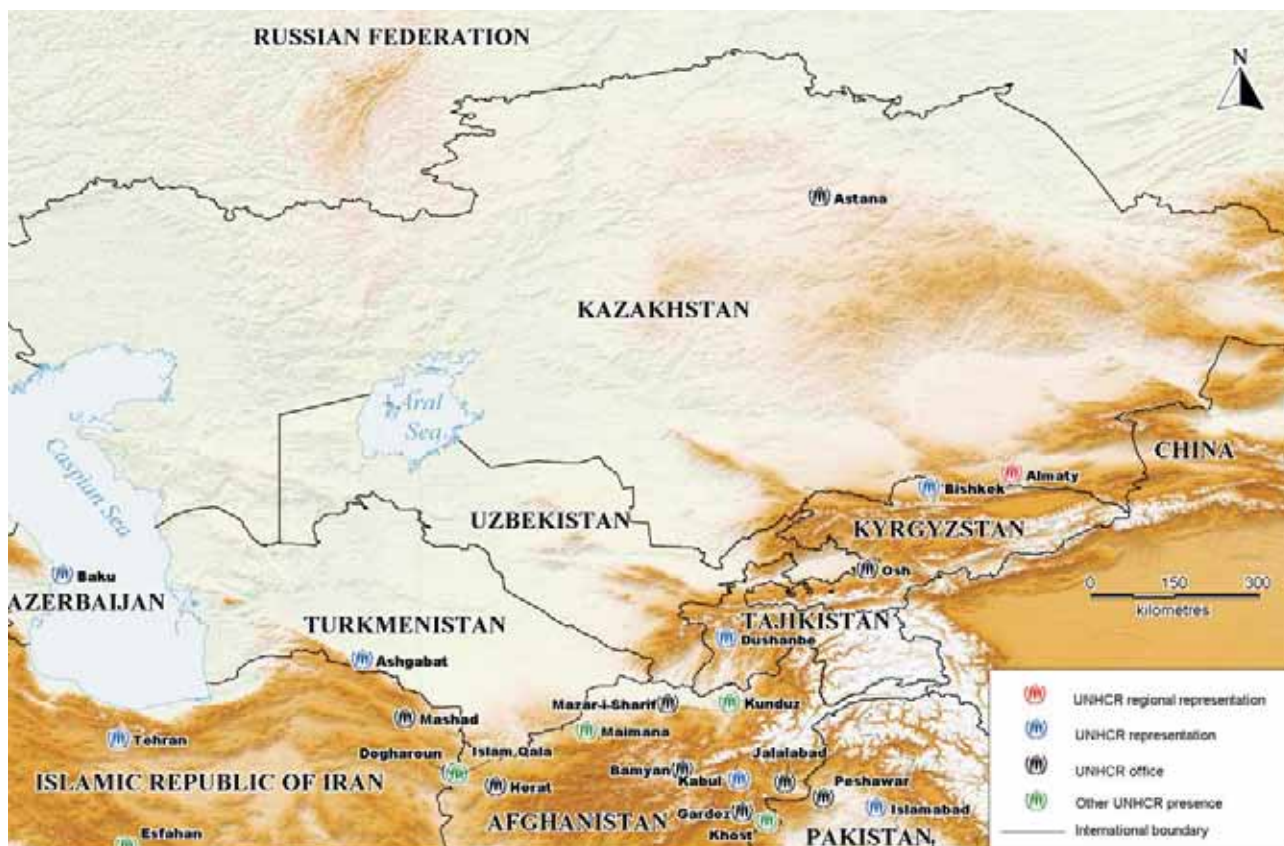 RUSSIAN FEDERATION
N
Astana
KAZAKHSTAN
Aral
Sea
Caspian Sea
CHINA
Almaty
Bishkek
UZBEKISTAN
KYRGYZSTAN
Osh
Baku
AZERBAIJAN
0 150 300
kilometres
TURKMENISTAN
TAJIKISTAN
Dushanbe
Ashgabat
Mazar-i-Sharif
Kunduz
Mashad
Maimana
Tehran
Dogharoun
Islam.Qala
Jalalabad
Bamyan
Kabul
Peshawar
ISLAMIC REPUBLIC OF IRAN
Herat
Gardez
Islamabad
AFGHANISTAN
Khost
PAKISTAN,
Esfahan
UNHCR regional representation
UNHCR representation
UNHCR office
Other UNHCR presence
International boundary